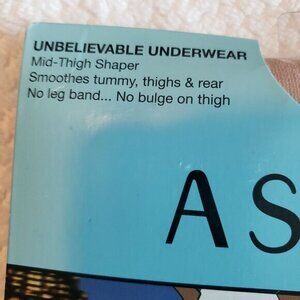 UNBELIEVABLE UNDERWEAR
Mid-Thigh Shaper
Smoothes tummy, thighs & rear
No leg band... No bulge on thigh
AS